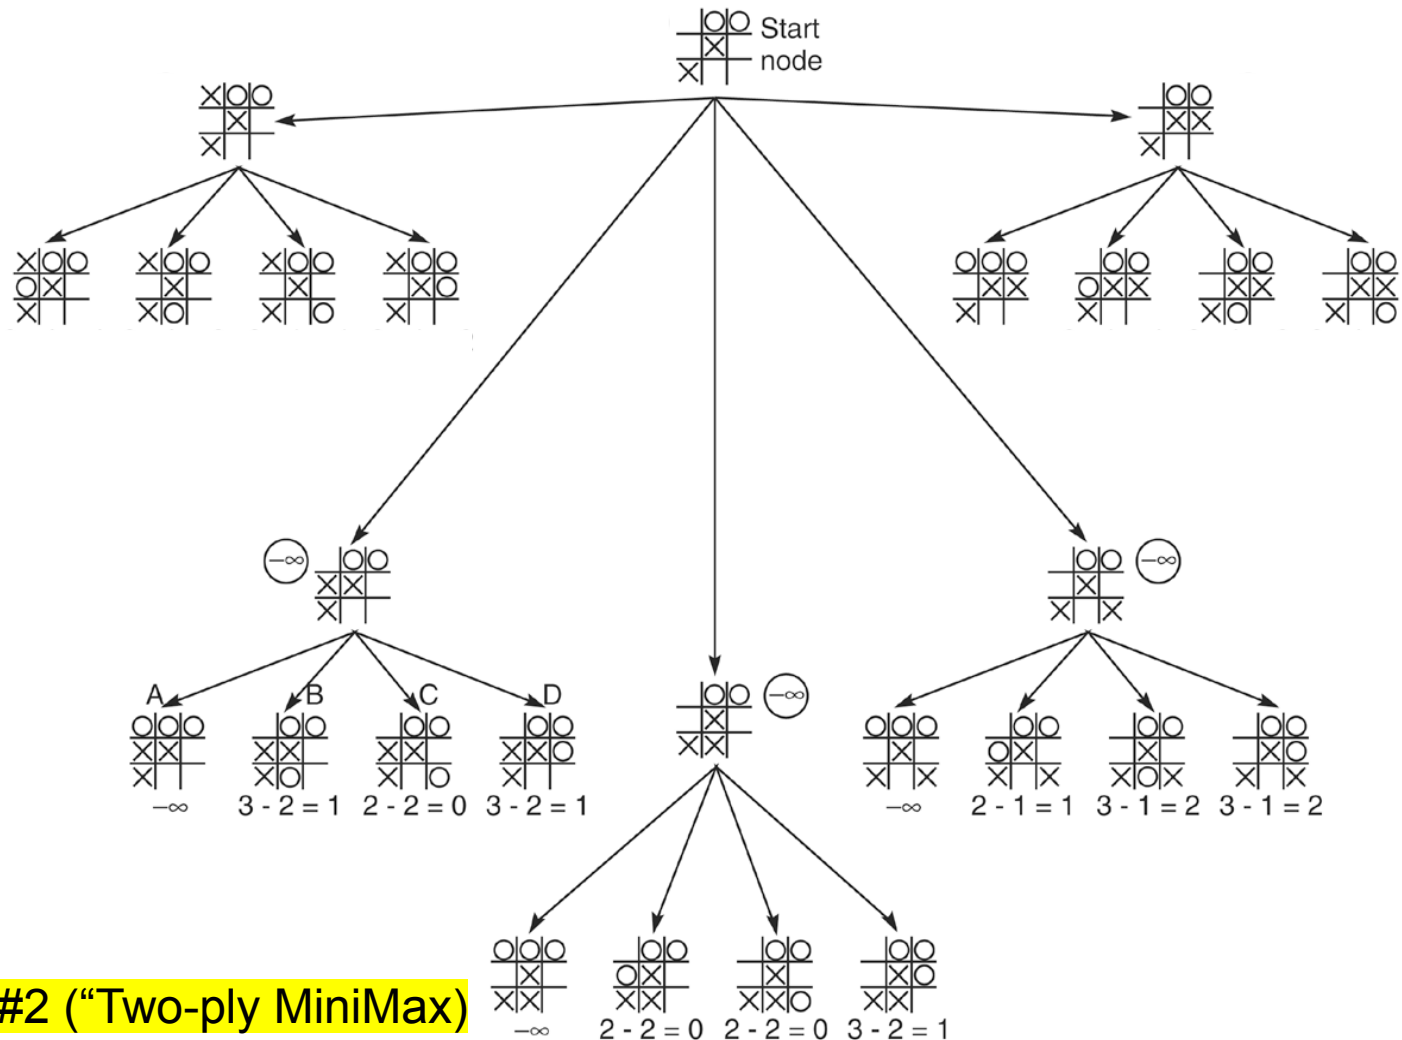 Start
node
−∞
−∞
A
B
C
D
−∞
−∞
3 - 2 = 1
2 - 2 = 0
3 - 2 = 1
−∞
2 - 1 = 1
3 - 1 = 2
3 - 1 = 2
#2 (“Two-ply MiniMax)
−∞
2 - 2 = 0
2 - 2 = 0
3 - 2 = 1